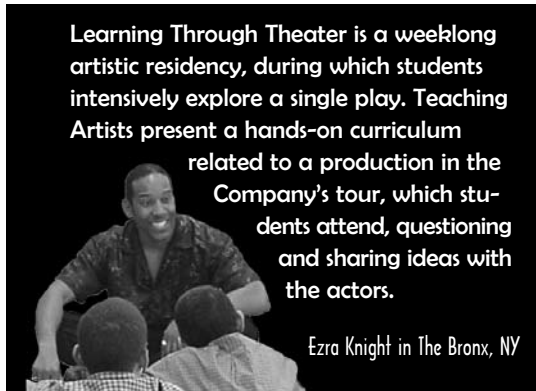 Learning Through Theater is a weeklong
artistic residency, during which students
intensively explore a single play. Teaching
Artists present a hands-on curriculum
related to a production in the
Company's tour, which stu-
dents attend, questioning
and sharing ideas with
the actors.
Ezra Knight in The Bronx, NY